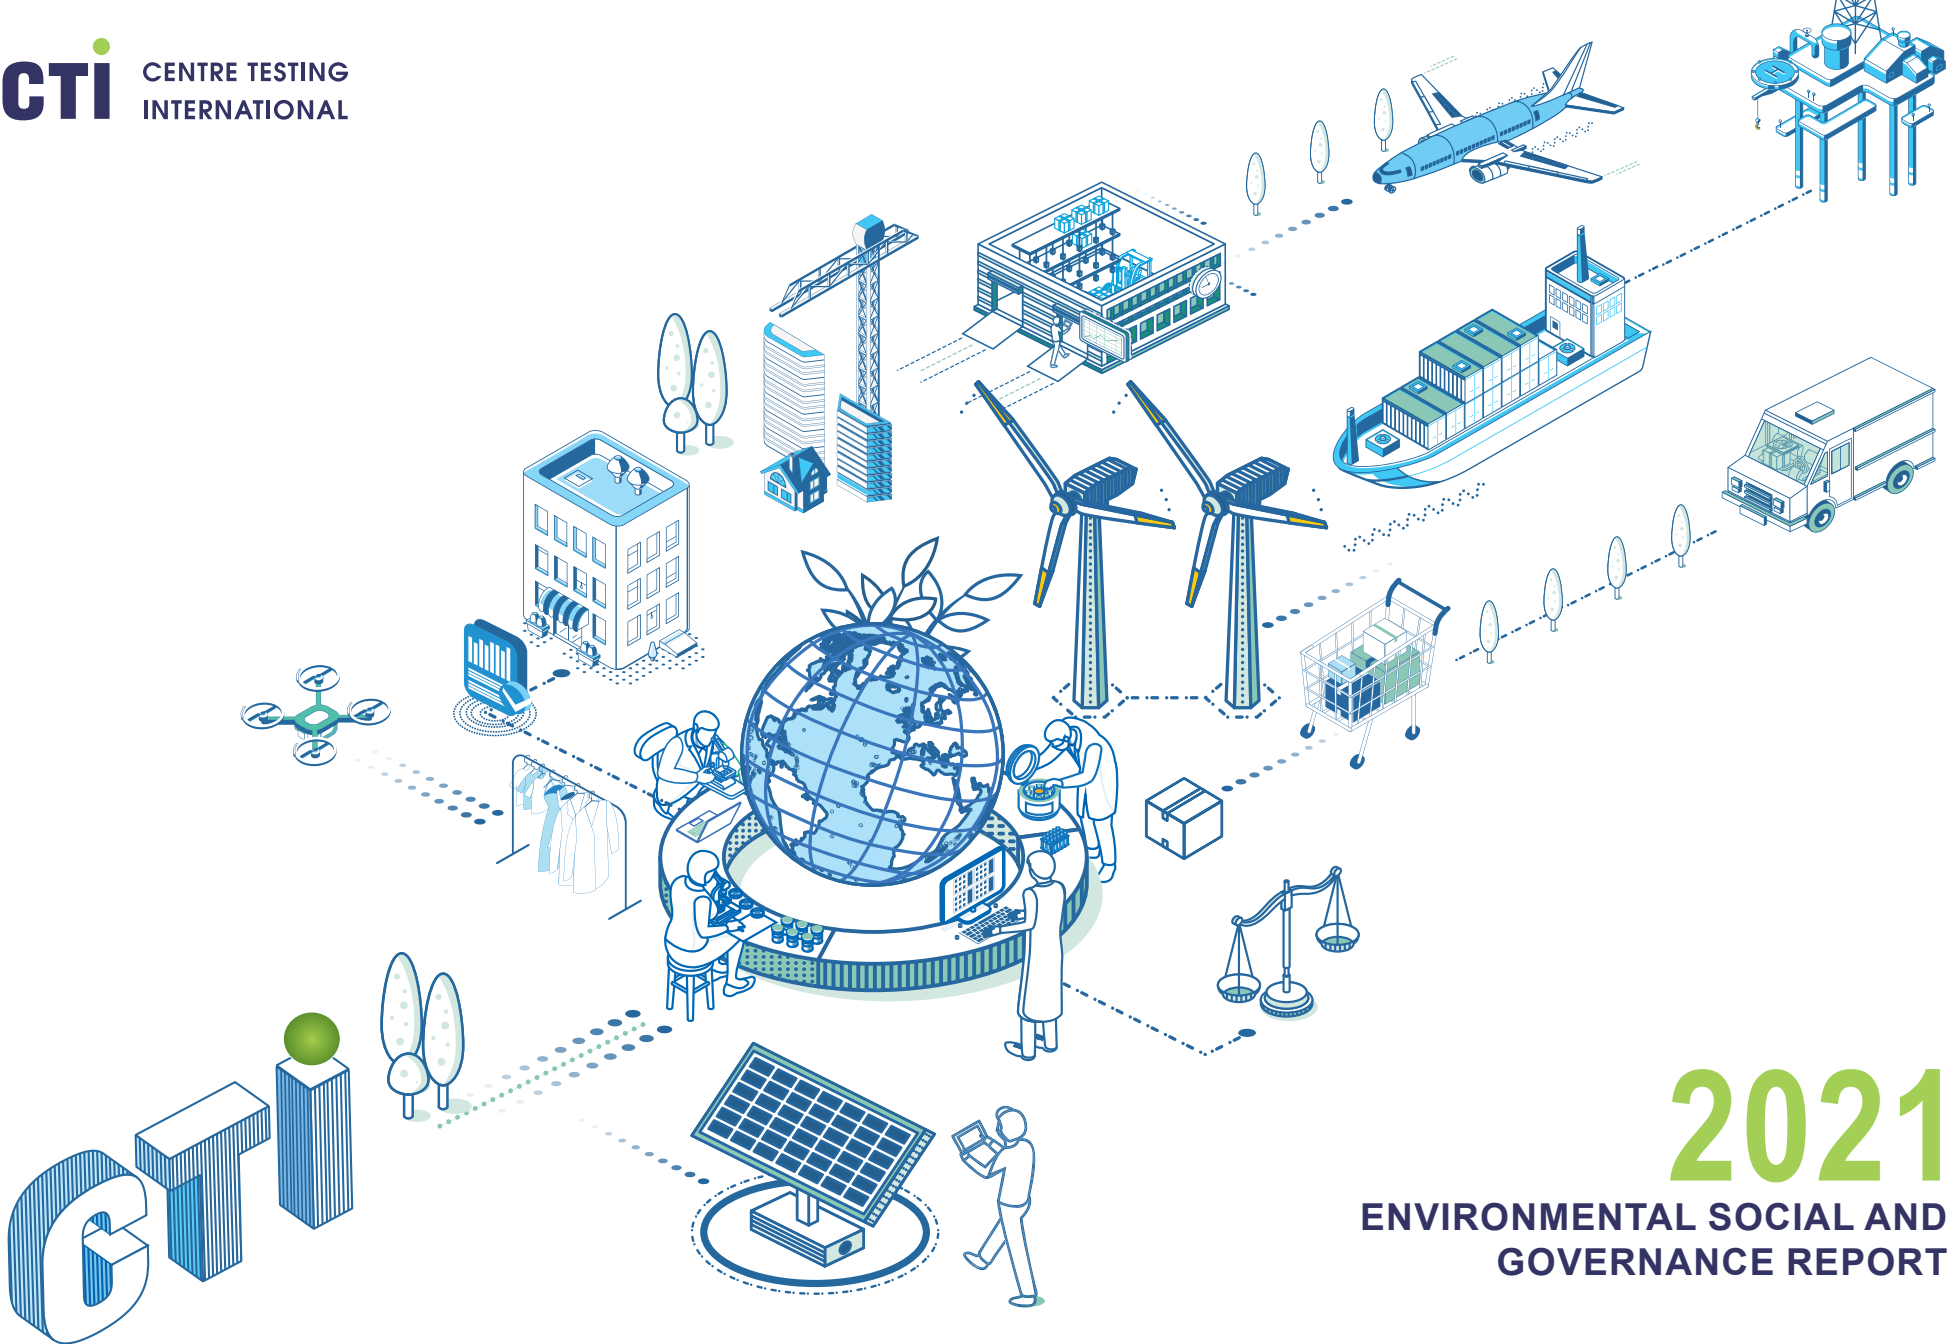 CTI
CENTRE TESTING
INTERNATIONAL
H
CTI
2021
ENVIRONMENTAL SOCIAL AND
GOVERNANCE REPORT